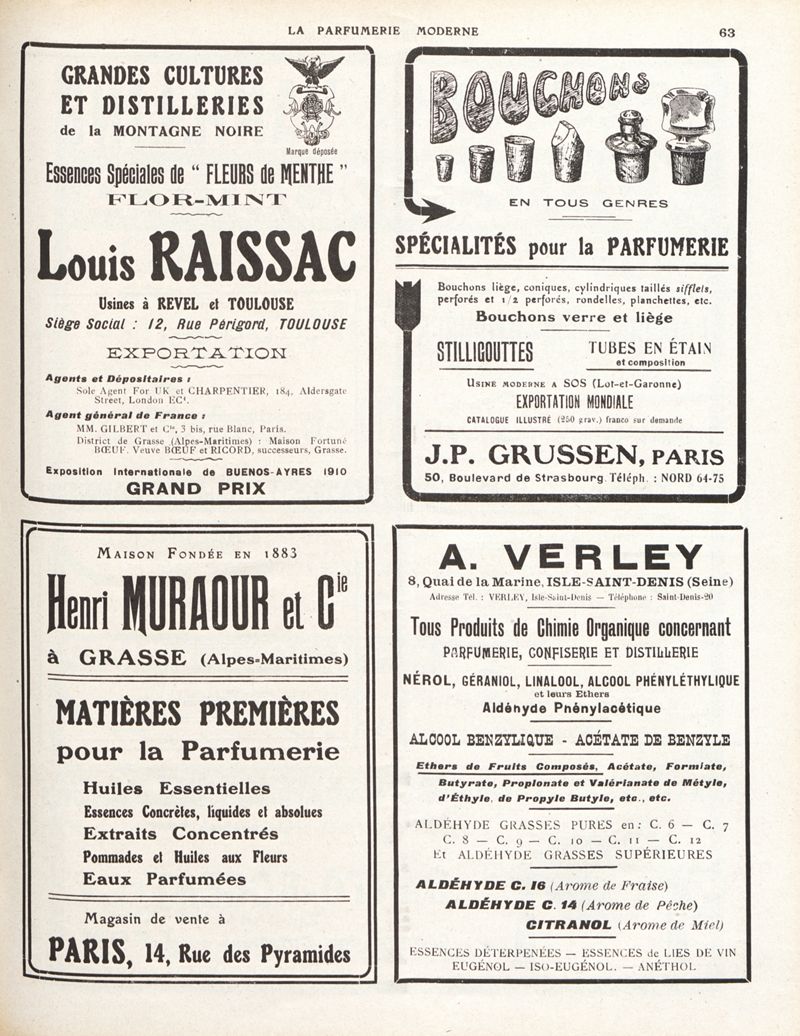 LA PARFUMERIE MODERNE
63
GRANDES CULTURES
ET DISTILLERIES
de la MONTAGNE NOIRE
Marque déposée
Essences Spéciales de “ FLEURS de MENTHE ”
FLOR-MINT
Louis RAISSAC
Usines à REVEL et TOULOUSE
Siège Social : 12, Rue Périgord, TOULOUSE
EXPORTATION
Agents et Dépositaires :
Sole Agent For UK et CHARPENTIER, 184, Aldersgate
Street, London EC⁴.
Agent général de France :
MM. GILBERT et Cie, 3 bis, rue Blanc, Paris.
District de Grasse (Alpes-Maritimes) : Maison Fortuné
BŒUF, Veuve BŒUF et RICORD, successeurs, Grasse.
Exposition Internationale de BUENOS-AYRES 1910
GRAND PRIX
BOUCHONS
EN TOUS GENRES
SPÉCIALITÉS pour la PARFUMERIE
Bouchons liège, coniques, cylindriques taillés sifflets,
perforés et 1/2 perforés, rondelles, planchettes, etc.
Bouchons verre et liège
STILLIGOUTTES
TUBES EN ÉTAIN
et composition
USINE MODERNE A SOS (Lot-et-Garonne)
EXPORTATION MONDIALE
CATALOGUE ILLUSTRÉ (250 grav.) franco sur demande
J.P. GRUSSEN, PARIS
50, Boulevard de Strasbourg. Téléph. : NORD 64-75
MAISON FONDÉE EN 1883
Henri MURAOUR et Cie
à GRASSE (Alpes-Maritimes)
MATIÈRES PREMIÈRES
pour la Parfumerie
Huiles Essentielles
Essences Concrètes, liquides et absolues
Extraits Concentrés
Pommades et Huiles aux Fleurs
Eaux Parfumées
Magasin de vente à
PARIS, 14, Rue des Pyramides
A. VERLEY
8, Quai de la Marine, ISLE-SAINT-DENIS (Seine)
Adresse Tél. : VERLEY, Isle-Saint-Denis — Téléphone : Saint-Denis-20
Tous Produits de Chimie Organique concernant
PARFUMERIE, CONFISERIE ET DISTILLERIE
NÉROL, GÉRANIOL, LINALOOL, ALCOOL PHÉNYLÉTHYLIQUE
et leurs Ethers
Aldéhyde Phénylacétique
ALCOOL BENZYLIQUE - ACÉTATE DE BENZYLE
Ethers de Fruits Composés, Acétate, Formiate,
Butyrate, Propionate et Valérianate de Métyle,
d'Éthyle, de Propyle Butyle, etc., etc.
ALDÉHYDE GRASSES PURES en : C. 6 — C. 7
C. 8 — C. 9 — C. 10 — C. 11 — C. 12
Et ALDÉHYDE GRASSES SUPÉRIEURES
ALDÉHYDE C. 16 (Arome de Fraise)
ALDÉHYDE C. 14 (Arome de Pêche)
CITRANOL (Arome de Miel)
ESSENCES DÉTERPENÉES — ESSENCES de LIES DE VIN
EUGÉNOL — ISO-EUGÉNOL. — ANÉTHOL